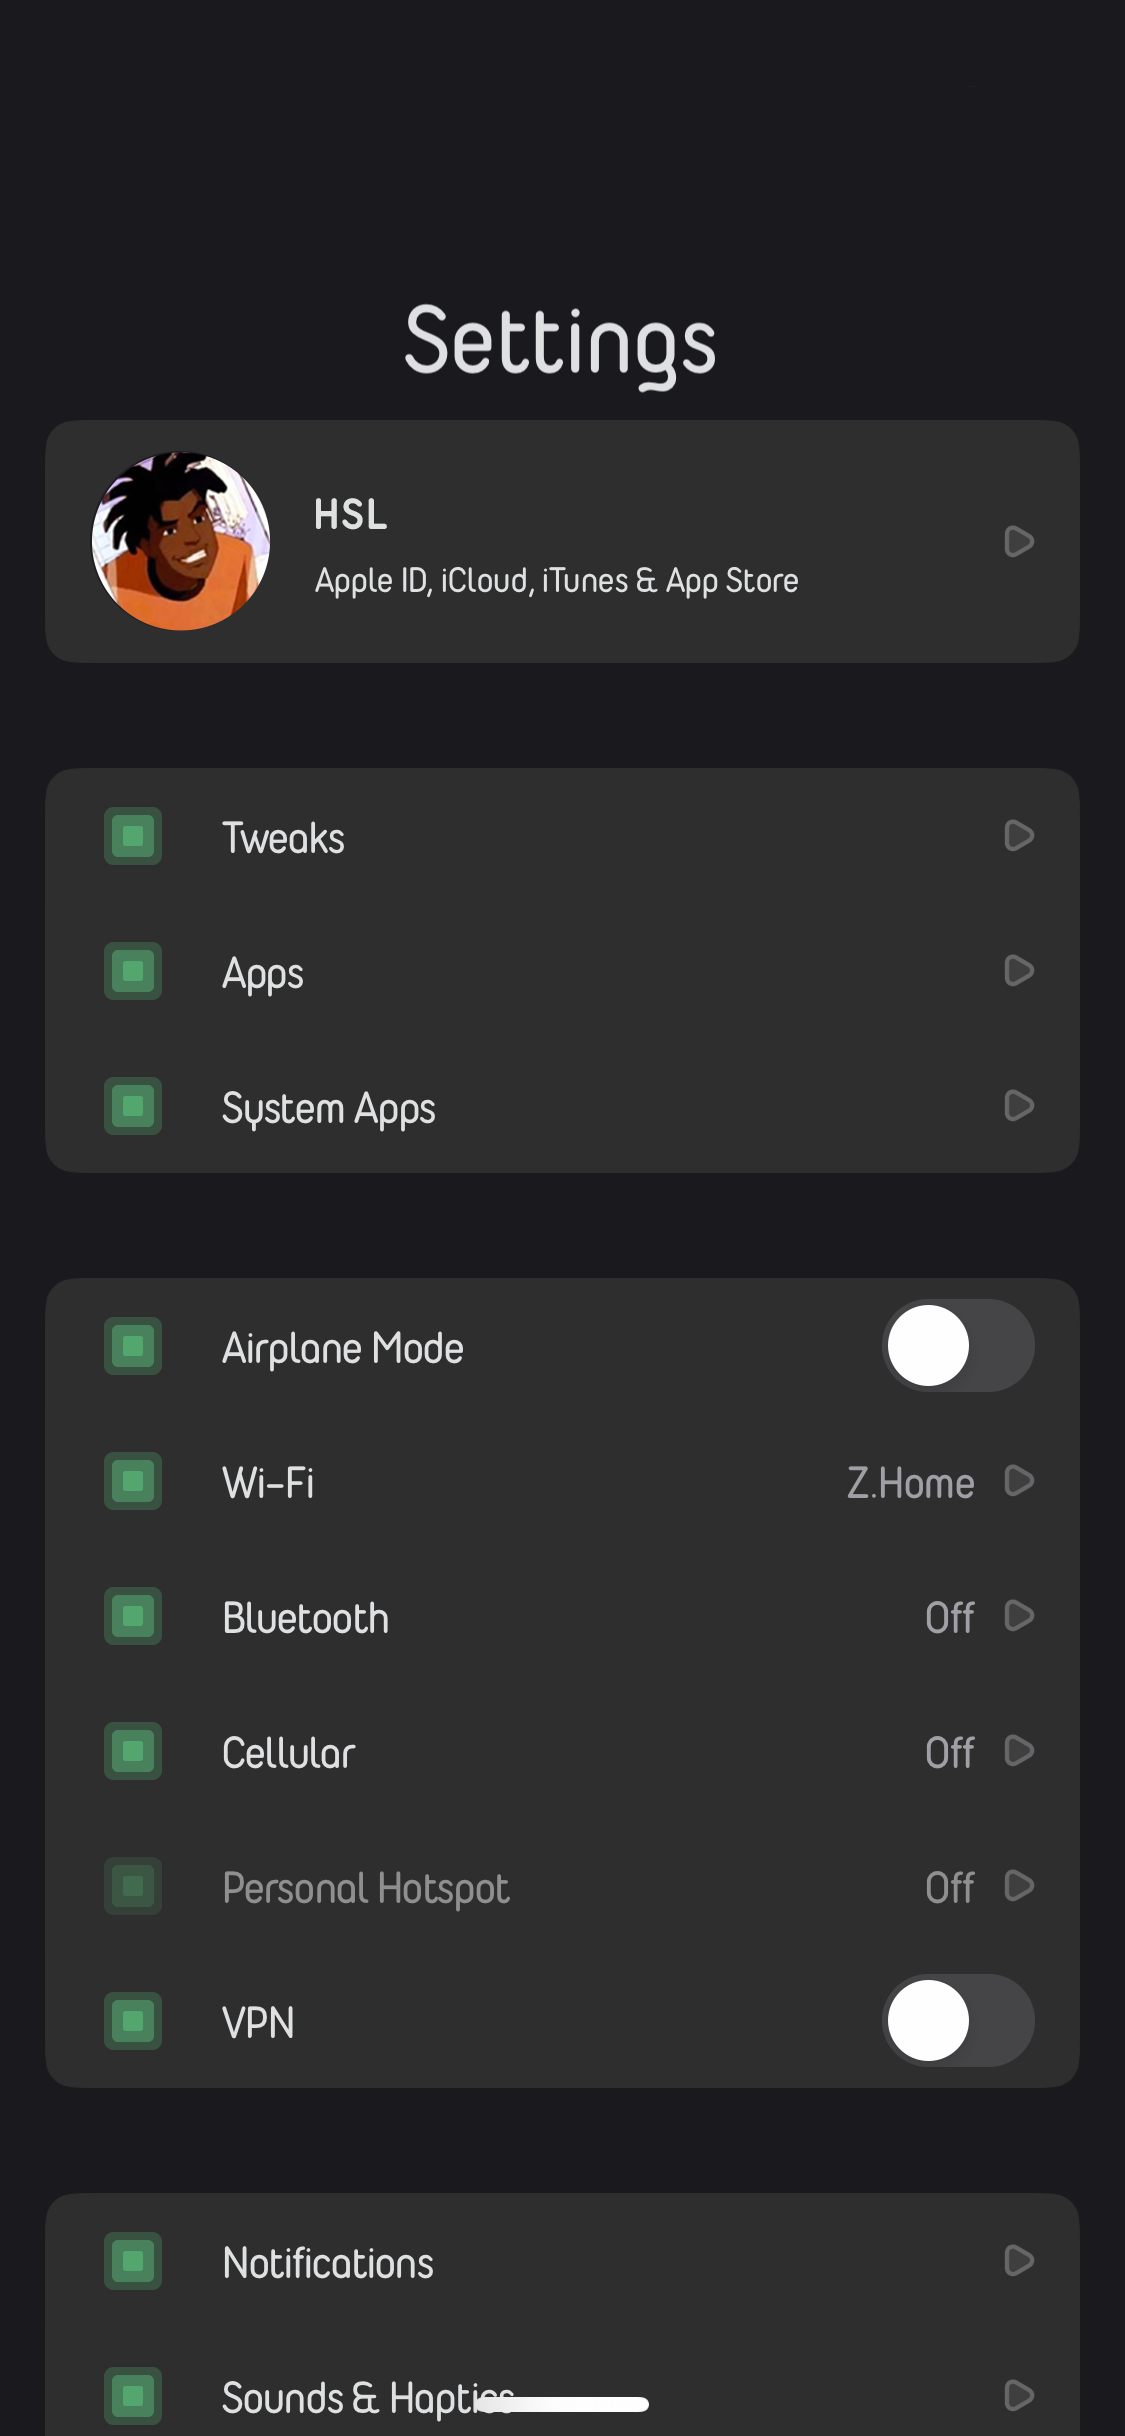 Settings
HSL
Apple ID, iCloud, iTunes & App Store
Tweaks
Apps
System Apps
Airplane Mode
Wi-Fi Z.Home
Bluetooth Off
Cellular Off
Personal Hotspot Off
VPN
Notifications
Sounds & Haptics